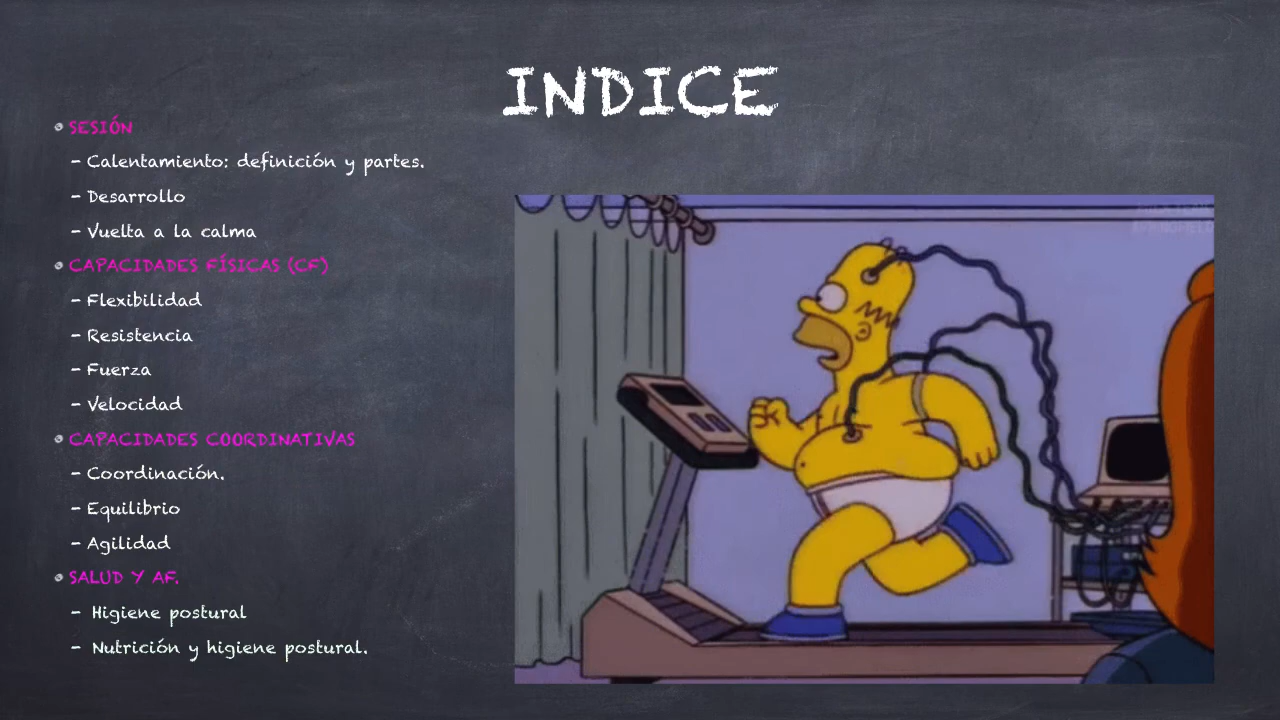 INDICE
SESIÓN
- Calentamiento: definición y partes.
- Desarrollo
- Vuelta a la calma
CAPACIDADES FÍSICAS (CF)
- Flexibilidad
- Resistencia
- Fuerza
- Velocidad
CAPACIDADES COORDINATIVAS
- Coordinación.
- Equilibrio
- Agilidad
SALUD Y AF.
- Higiene postural
- Nutrición y higiene postural.